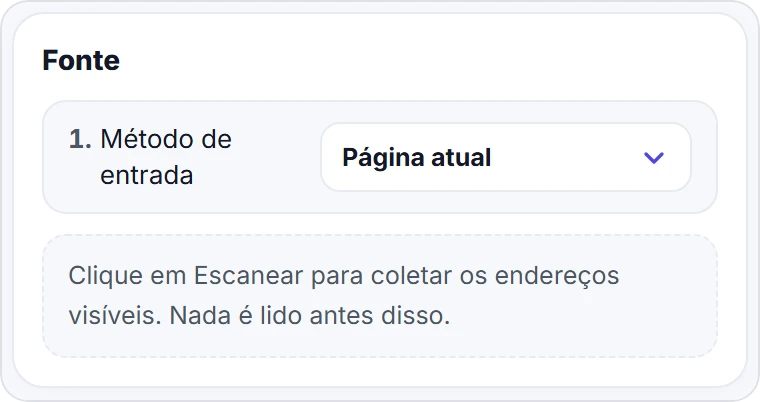 Fonte
1. Método de
entrada
Página atual
Clique em Escanear para coletar os endereços
visíveis. Nada é lido antes disso.